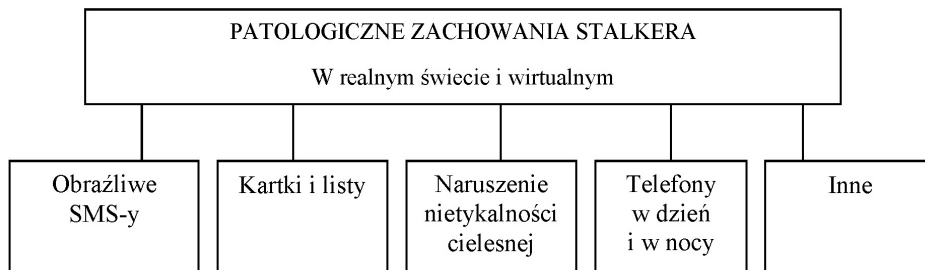 PATOLOGICZNE ZACHOWANIA STALKERA
W realnym świecie i wirtualnym
Obraźliwe
SMS-y
Kartki i listy
Naruszenie
nietykalności
cielesnej
Telefony
w dzień
i w nocy
Inne